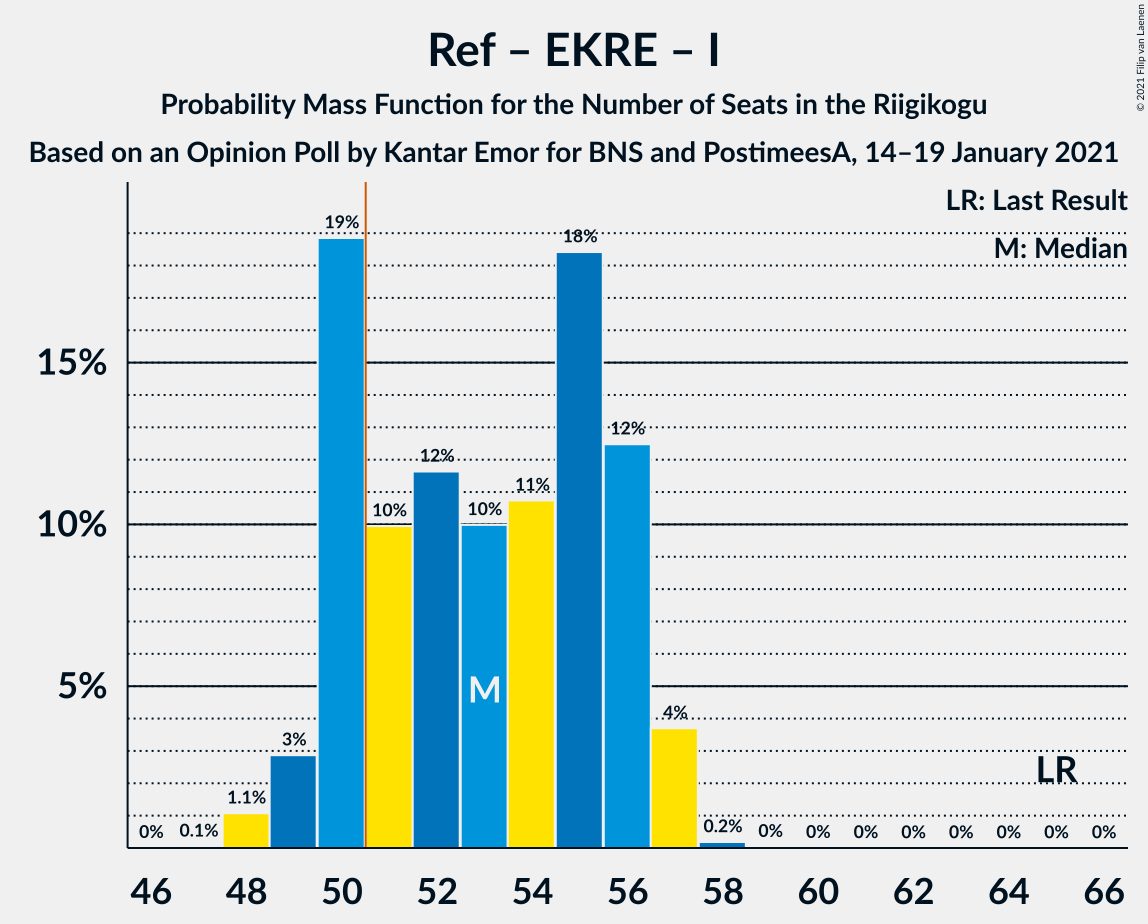 Ref – EKRE – I
Probability Mass Function for the Number of Seats in the Riigikogu
Based on an Opinion Poll by Kantar Emor for BNS and PostimeesA, 14–19 January 2021
© 2021 Filip van Laenen
LR: Last Result
M: Median
19%
18%
15%
12%
12%
11%
10%
10%
10%
5%
M
4%
3%
LR
1.1%
0%
0.1%
0.2%
0%
0%
0%
0%
0%
0%
0%
0%
46 48 50 52 54 56 58 60 62 64 66